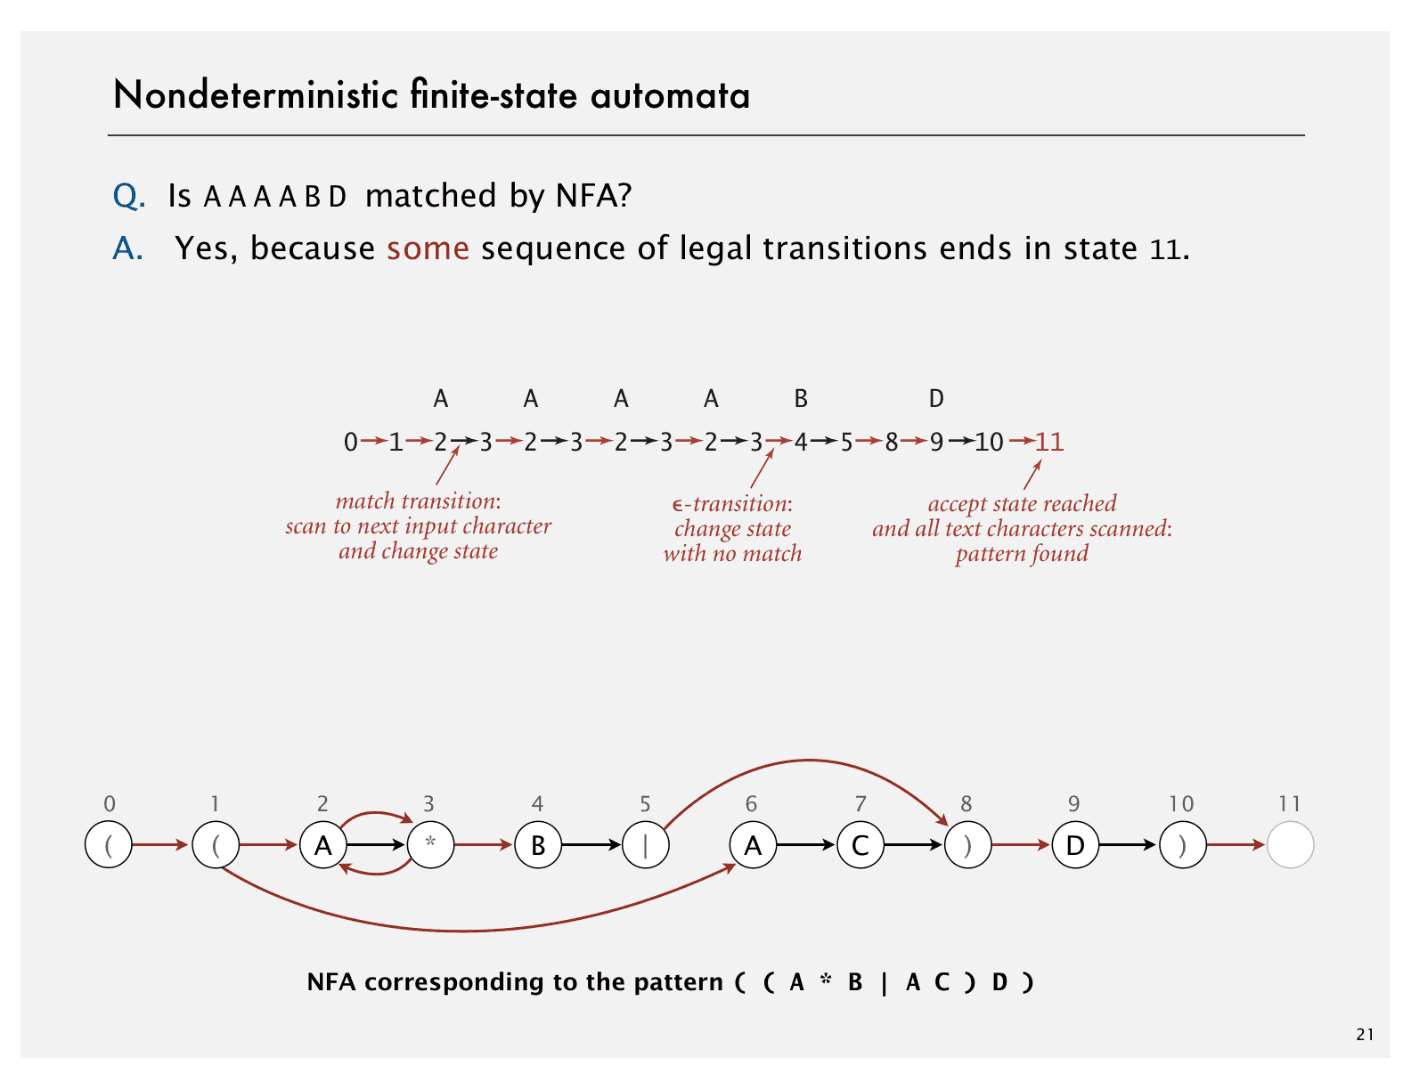 Nondeterministic finite-state automata
Q. Is A A A A B D matched by NFA?
A. Yes, because some sequence of legal transitions ends in state 11.
A A A A B D
0 1 2 3 2 3 2 3 2 3 4 5 8 9 10 11
match transition:
scan to next input character
and change state
ϵ-transition:
change state
with no match
accept state reached
and all text characters scanned:
pattern found
0 1 2 3 4 5 6 7 8 9 10 11
( ( A * B | A C ) D )
NFA corresponding to the pattern ( ( A * B | A C ) D )
21